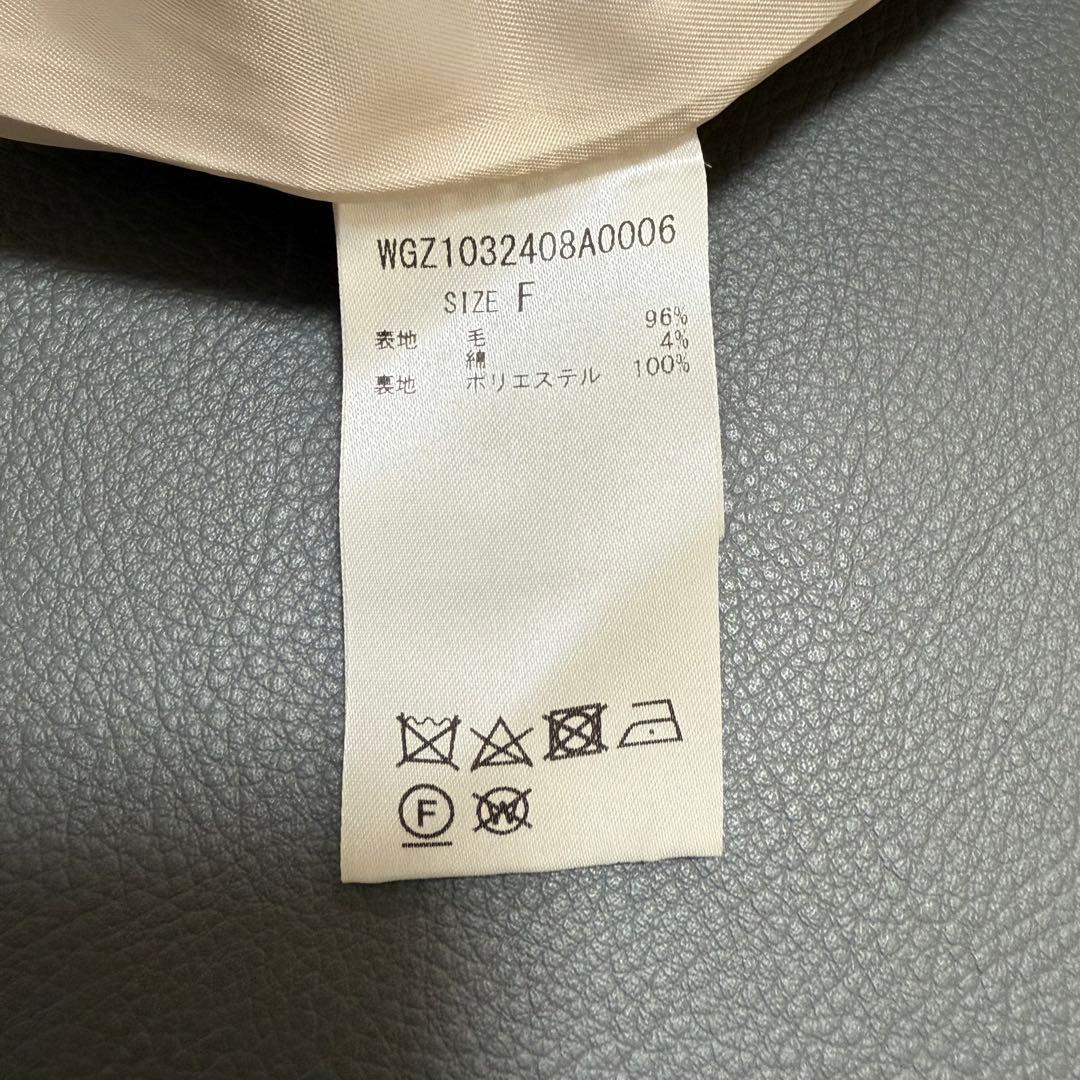 WGZ1032408A0006
SIZE F
表地 毛 96%
綿 4%
裏地 ポリエステル 100%
F
W